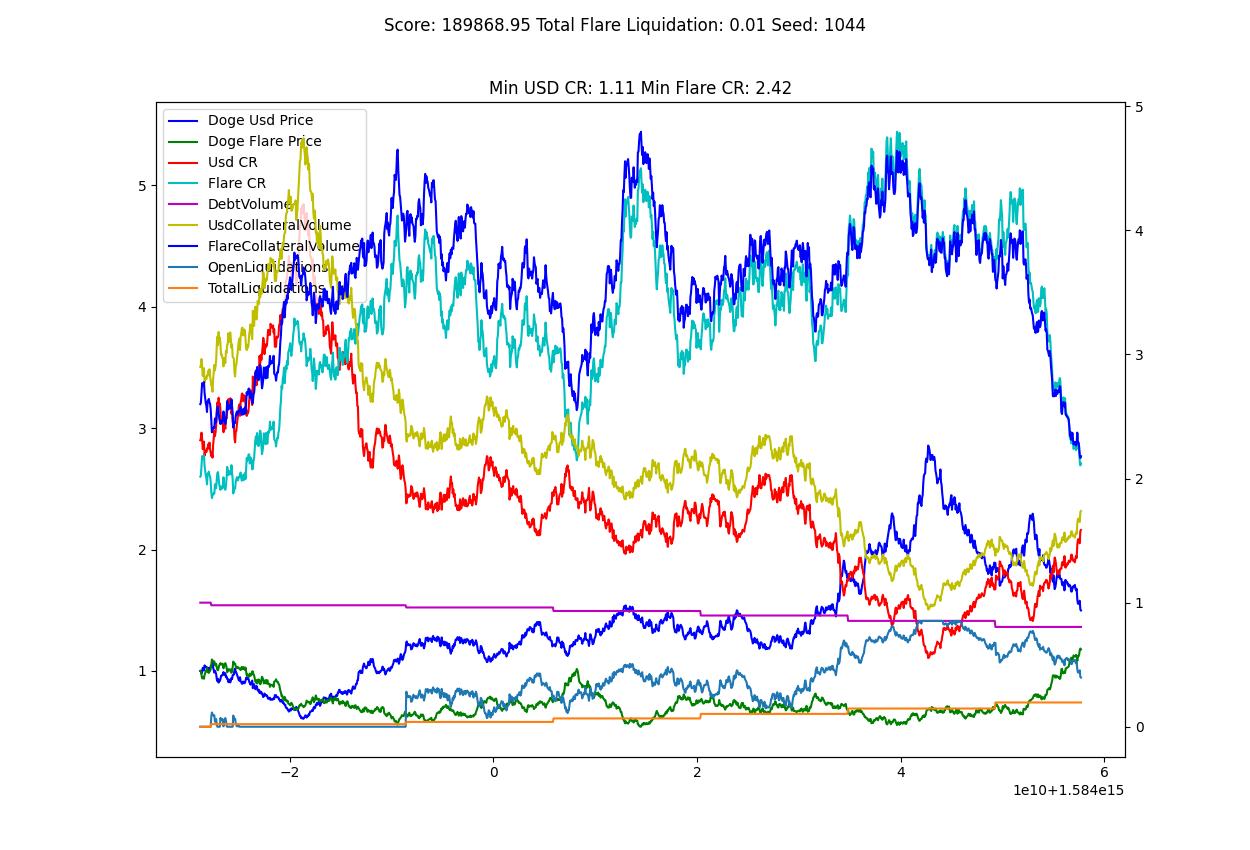 Score: 189868.95 Total Flare Liquidation: 0.01 Seed: 1044
Min USD CR: 1.11 Min Flare CR: 2.42
Doge Usd Price
Doge Flare Price
Usd CR
Flare CR
DebtVolume
UsdCollateralVolume
FlareCollateralVolume
OpenLiquidations
TotalLiquidations
5
4
3
2
1
5
4
3
2
1
0
−2 0 2 4 6
1e10+1.584e15